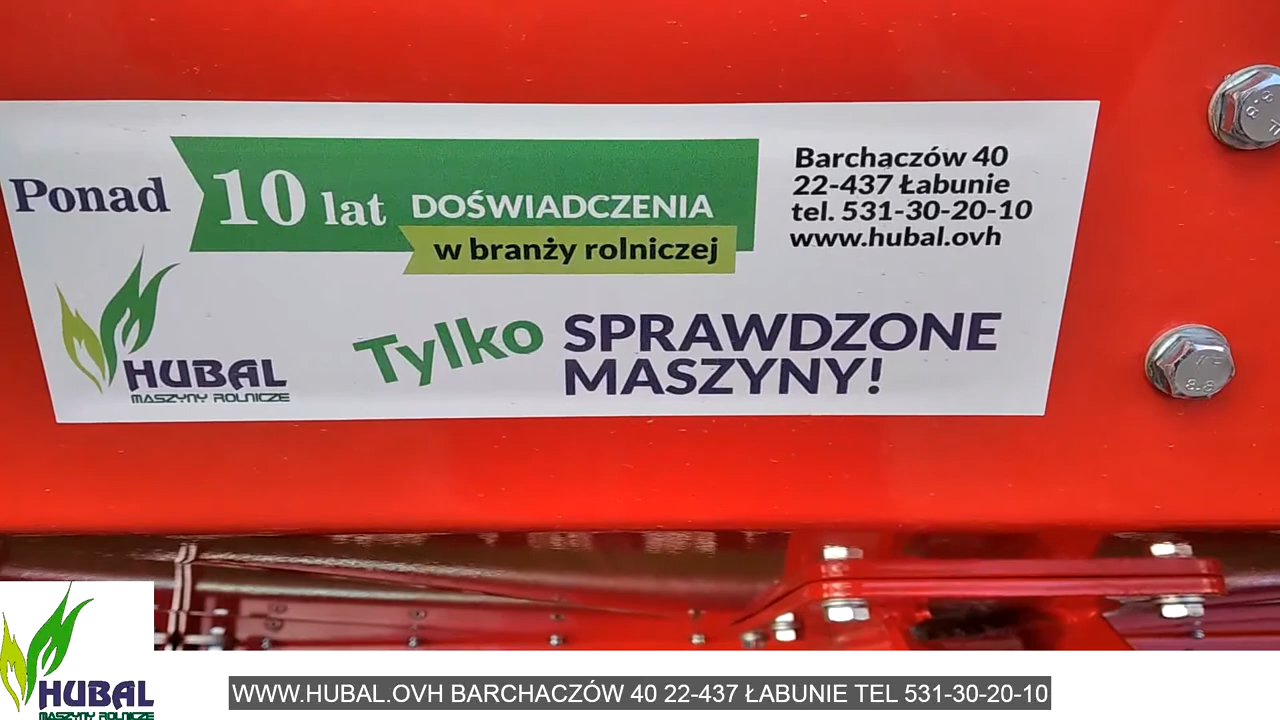 Ponad 10 lat DOŚWIADCZENIA
w branży rolniczej
Barchaczów 40
22-437 Łabunie
tel. 531-30-20-10
www.hubal.ovh
HUBAL
MASZYNY ROLNICZE
Tylko SPRAWDZONE
MASZYNY!
8.8
HUBAL
MASZYNY ROLNICZE
WWW.HUBAL.OVH BARCHACZÓW 40 22-437 ŁABUNIE TEL 531-30-20-10